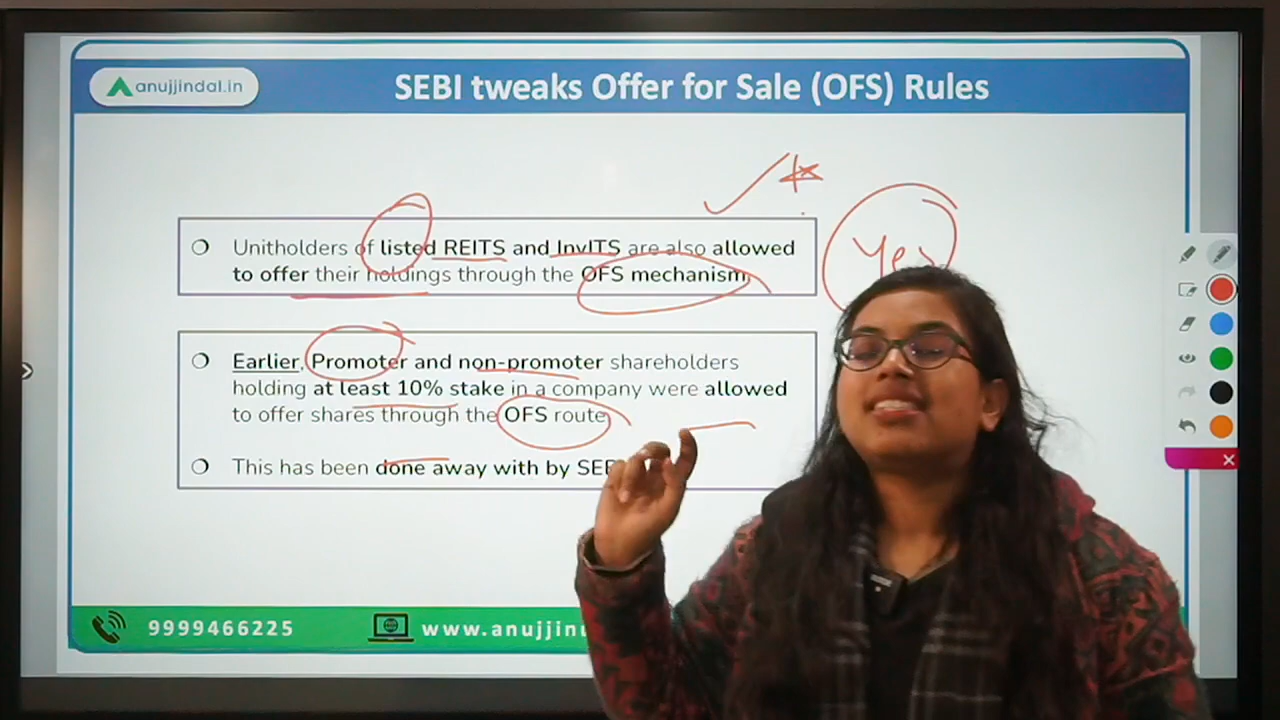 anujjindal.in
SEBI tweaks Offer for Sale (OFS) Rules
Unitholders of listed REITS and InvITS are also allowed
to offer their holdings through the OFS mechanism
Yes
Earlier, Promoter and non-promoter shareholders
holding at least 10% stake in a company were allowed
to offer shares through the OFS route
This has been done away with by SEB
9999466225
www.anujjin